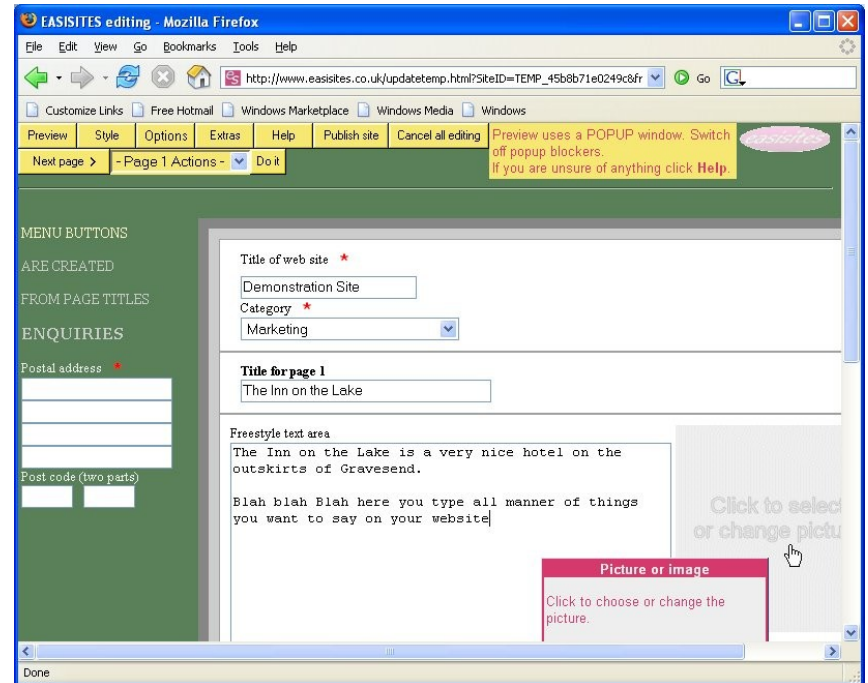 EASISITES editing - Mozilla Firefox
File Edit View Go Bookmarks Tools Help
http://www.easisites.co.uk/updatetemp.html?SiteID=TEMP_45b8b71e0249c&fr Go G
Customize Links Free Hotmail Windows Marketplace Windows Media Windows
Preview Style Options Extras Help Publish site Cancel all editing
Preview uses a POPUP window. Switch
off popup blockers.
If you are unsure of anything click Help.
easisites
Next page > - Page 1 Actions - Do it
MENU BUTTONS
ARE CREATED
FROM PAGE TITLES
ENQUIRIES
Postal address *
Post code (two parts)
Title of web site *
Demonstration Site
Category *
Marketing
Title for page 1
The Inn on the Lake
Freestyle text area
The Inn on the Lake is a very nice hotel on the
outskirts of Gravesend.
Blah blah Blah here you type all manner of things
you want to say on your website
Click to selec
or change pictu
Picture or image
Click to choose or change the
picture.
Done